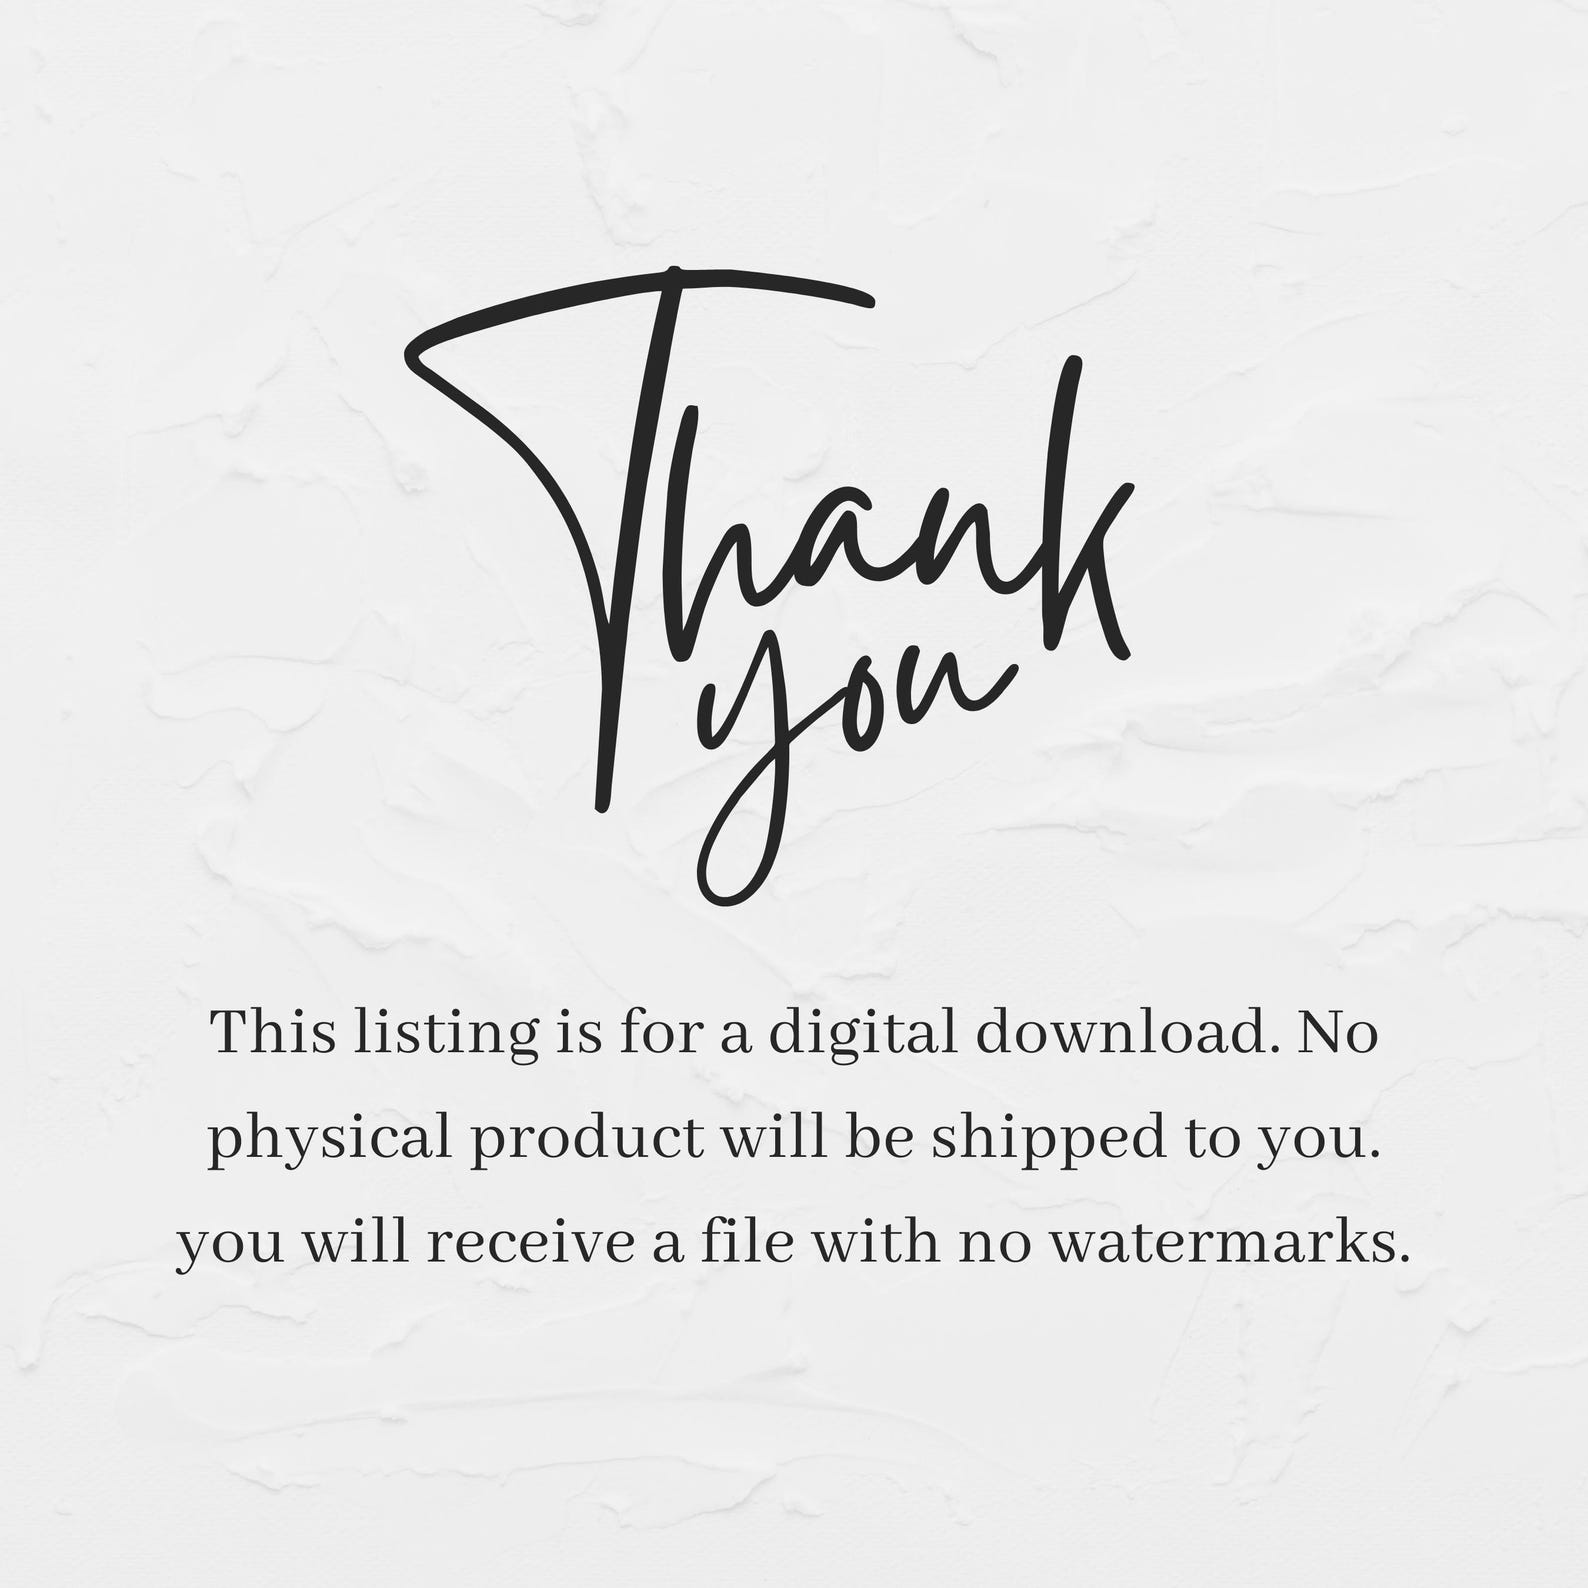 Thank
you
This listing is for a digital download. No
physical product will be shipped to you.
you will receive a file with no watermarks.